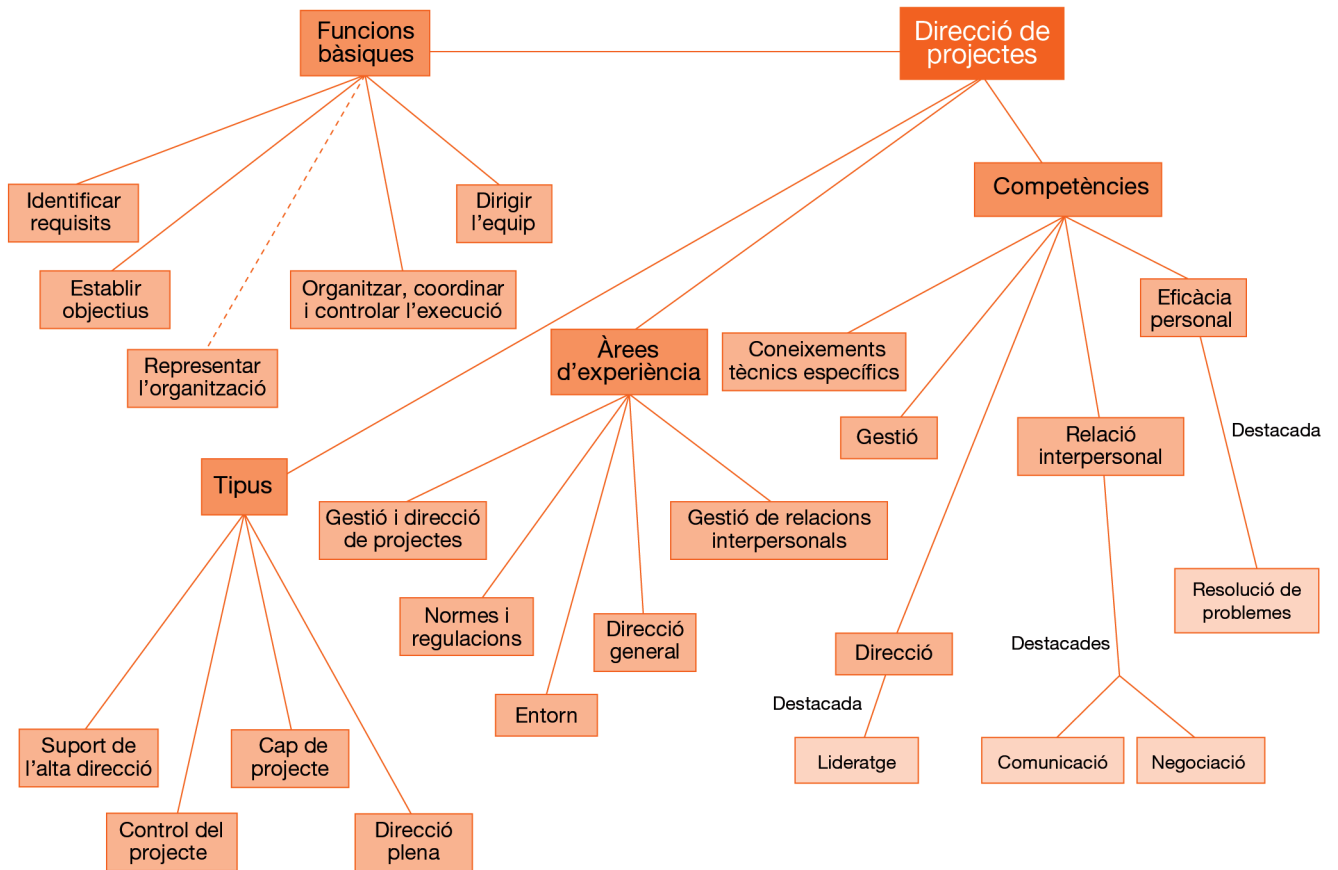 Direcció de
projectes
Funcions
bàsiques
Identificar
requisits
Establir
objectius
Representar
l'organització
Organitzar, coordinar
i controlar l'execució
Dirigir
l'equip
Tipus
Suport de
l'alta direcció
Control del
projecte
Cap de
projecte
Direcció
plena
Àrees
d'experiència
Gestió i direcció
de projectes
Normes i
regulacions
Entorn
Direcció
general
Gestió de relacions
interpersonals
Competències
Coneixements
tècnics específics
Gestió
Direcció
Destacada
Lideratge
Relació
interpersonal
Destacades
Comunicació
Negociació
Eficàcia
personal
Destacada
Resolució de
problemes